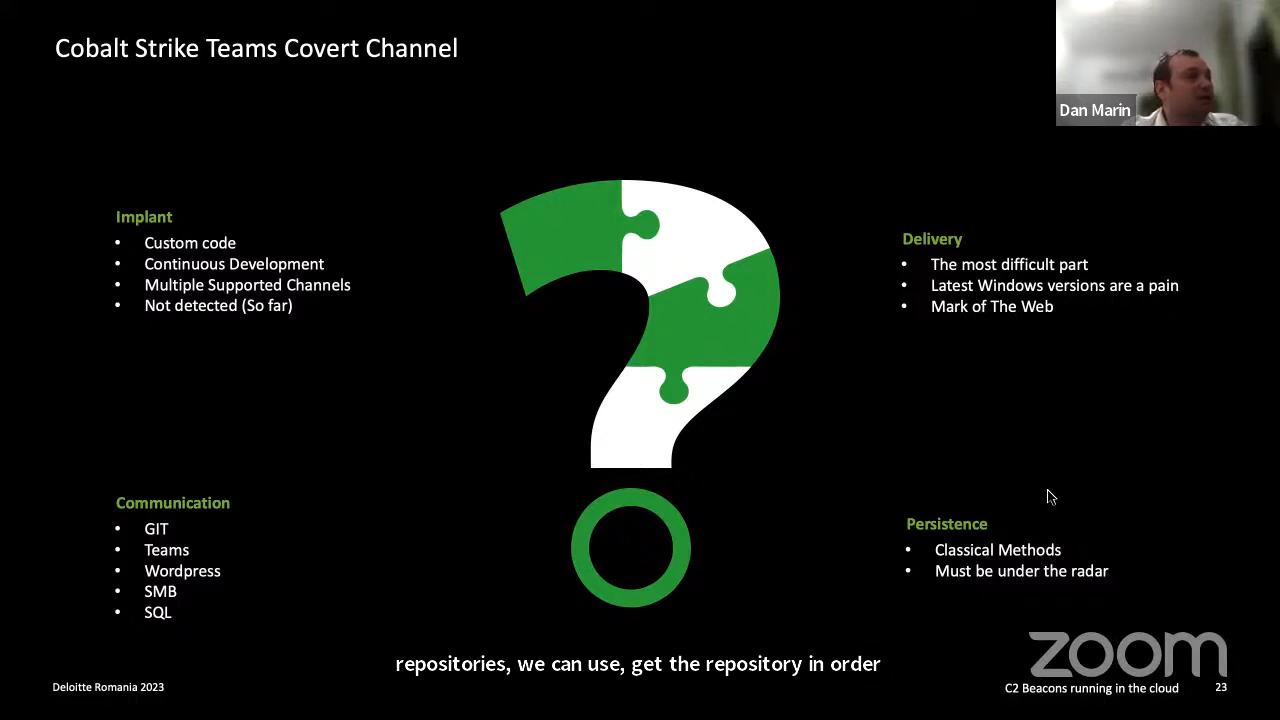 Cobalt Strike Teams Covert Channel
Dan Marin
Implant
• Custom code
• Continuous Development
• Multiple Supported Channels
• Not detected (So far)
Delivery
• The most difficult part
• Latest Windows versions are a pain
• Mark of The Web
Communication
• GIT
• Teams
• Wordpress
• SMB
• SQL
Persistence
• Classical Methods
• Must be under the radar
repositories, we can use, get the repository in order
zoom
Deloitte Romania 2023
C2 Beacons running in the cloud 23